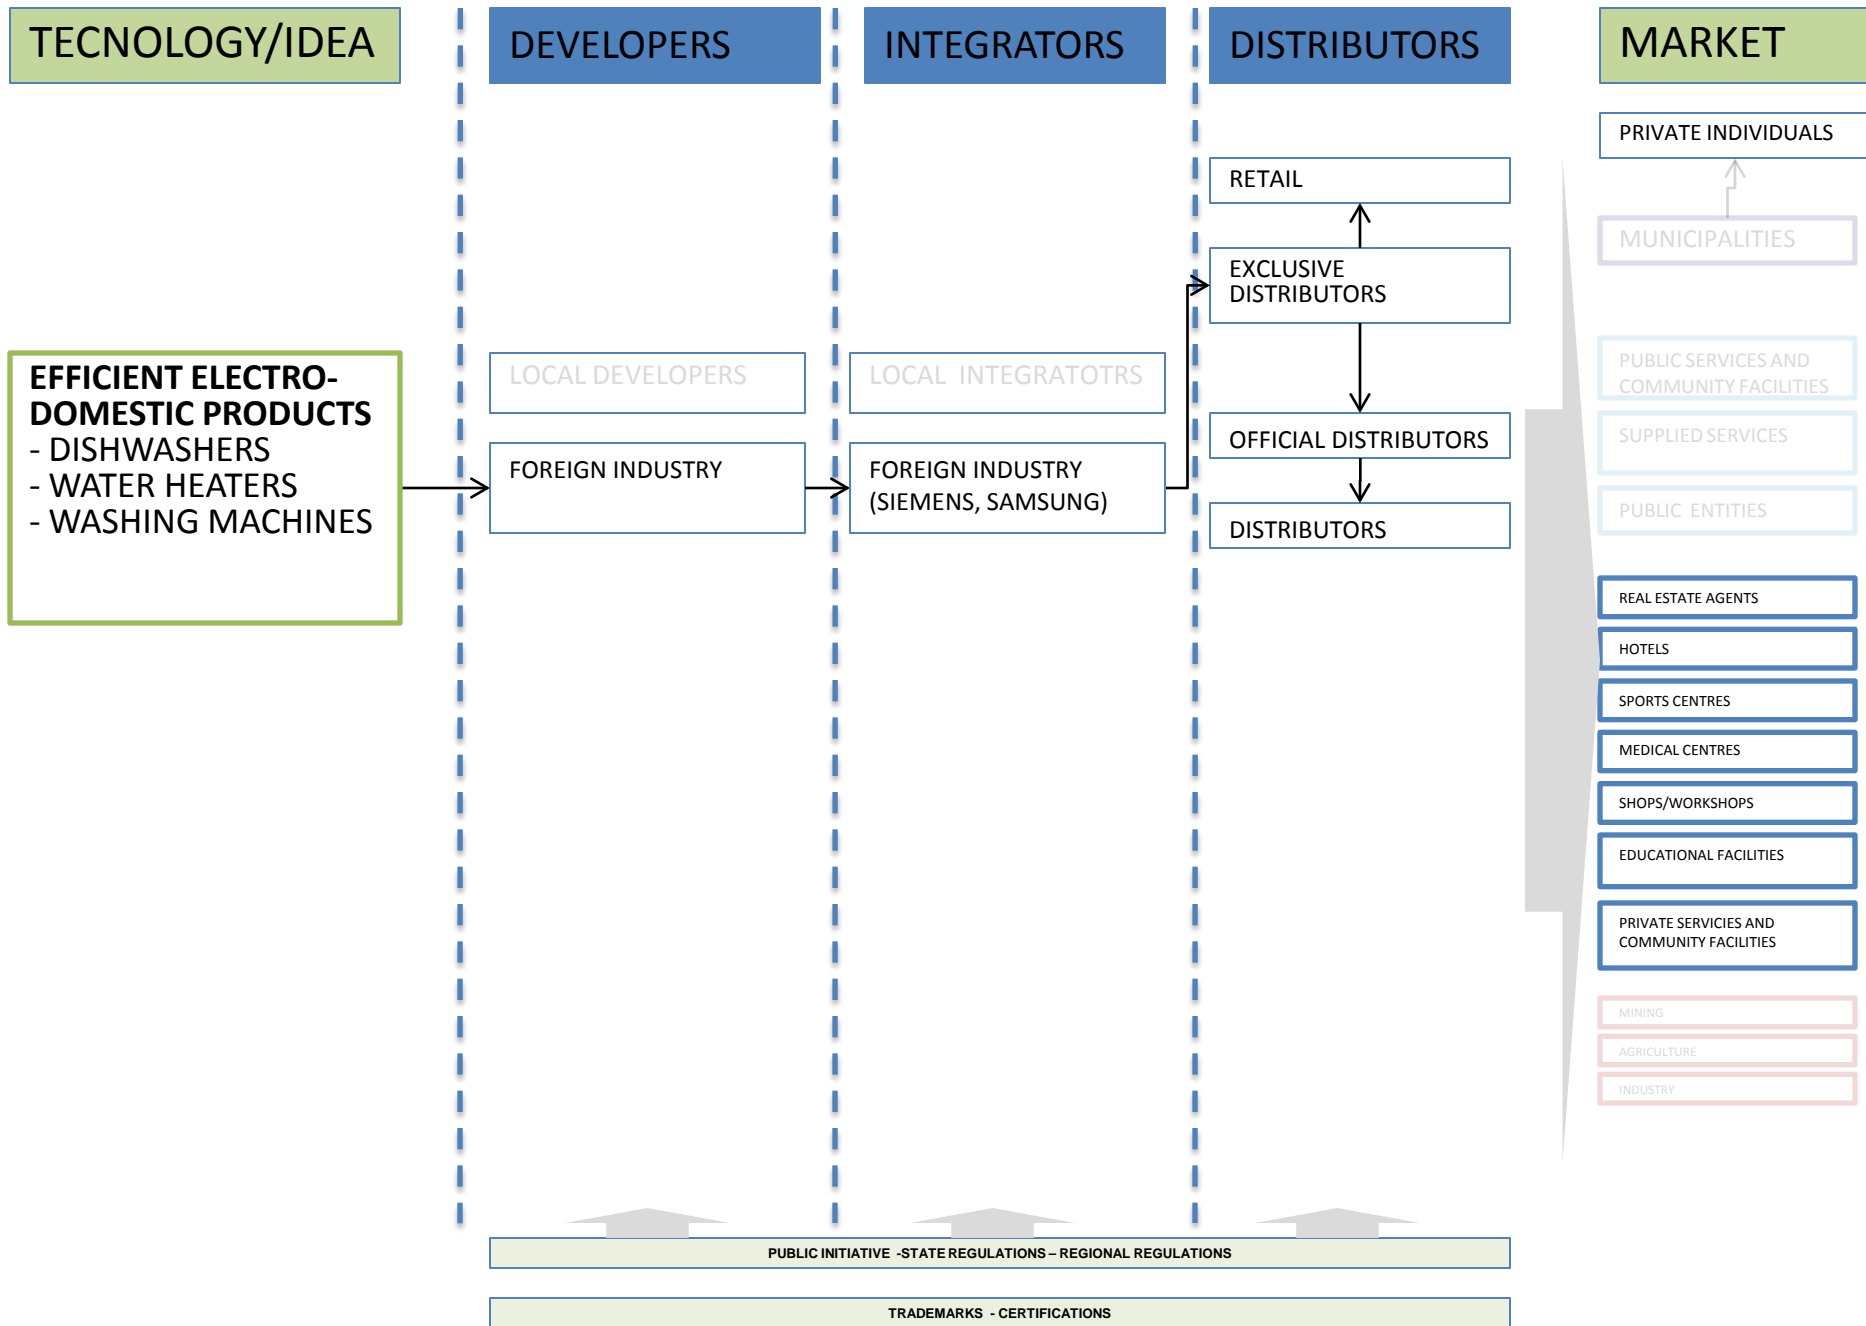 TECNOLOGY/IDEA
DEVELOPERS
INTEGRATORS
DISTRIBUTORS
MARKET
EFFICIENT ELECTRO-
DOMESTIC PRODUCTS
- DISHWASHERS
- WATER HEATERS
- WASHING MACHINES
LOCAL DEVELOPERS
FOREIGN INDUSTRY
LOCAL INTEGRATOTRS
FOREIGN INDUSTRY
(SIEMENS, SAMSUNG)
RETAIL
EXCLUSIVE
DISTRIBUTORS
OFFICIAL DISTRIBUTORS
DISTRIBUTORS
PRIVATE INDIVIDUALS
MUNICIPALITIES
PUBLIC SERVICES AND
COMMUNITY FACILITIES
SUPPLIED SERVICES
PUBLIC ENTITIES
REAL ESTATE AGENTS
HOTELS
SPORTS CENTRES
MEDICAL CENTRES
SHOPS/WORKSHOPS
EDUCATIONAL FACILITIES
PRIVATE SERVICIES AND
COMMUNITY FACILITIES
MINING
AGRICULTURE
INDUSTRY
PUBLIC INITIATIVE -STATE REGULATIONS – REGIONAL REGULATIONS
TRADEMARKS - CERTIFICATIONS